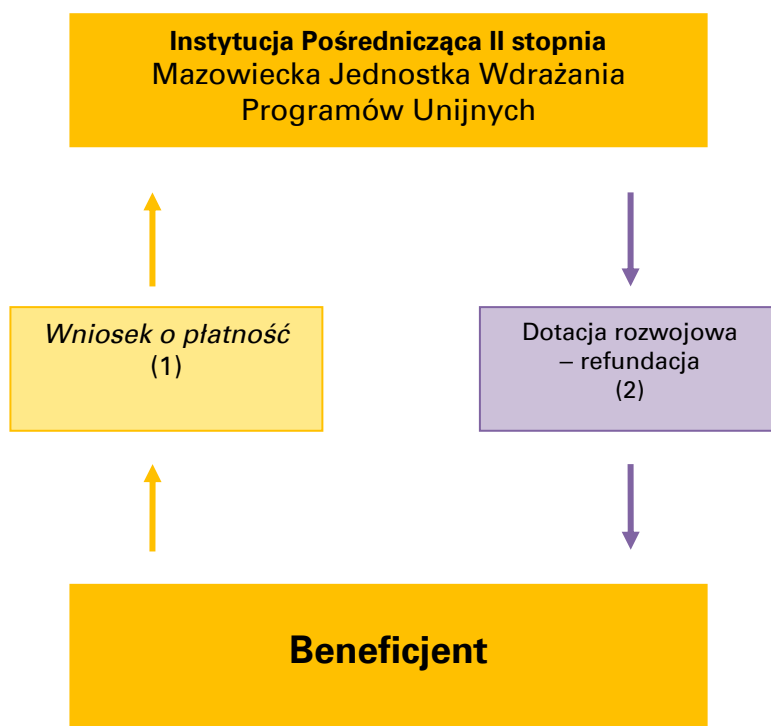 Instytucja Pośrednicząca II stopnia
Mazowiecka Jednostka Wdrażania
Programów Unijnych
Wniosek o płatność
(1)
Dotacja rozwojowa
– refundacja
(2)
Beneficjent